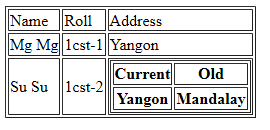 Name Roll Address
Mg Mg 1cst-1 Yangon
Su Su 1cst-2 Current Old
Yangon Mandalay